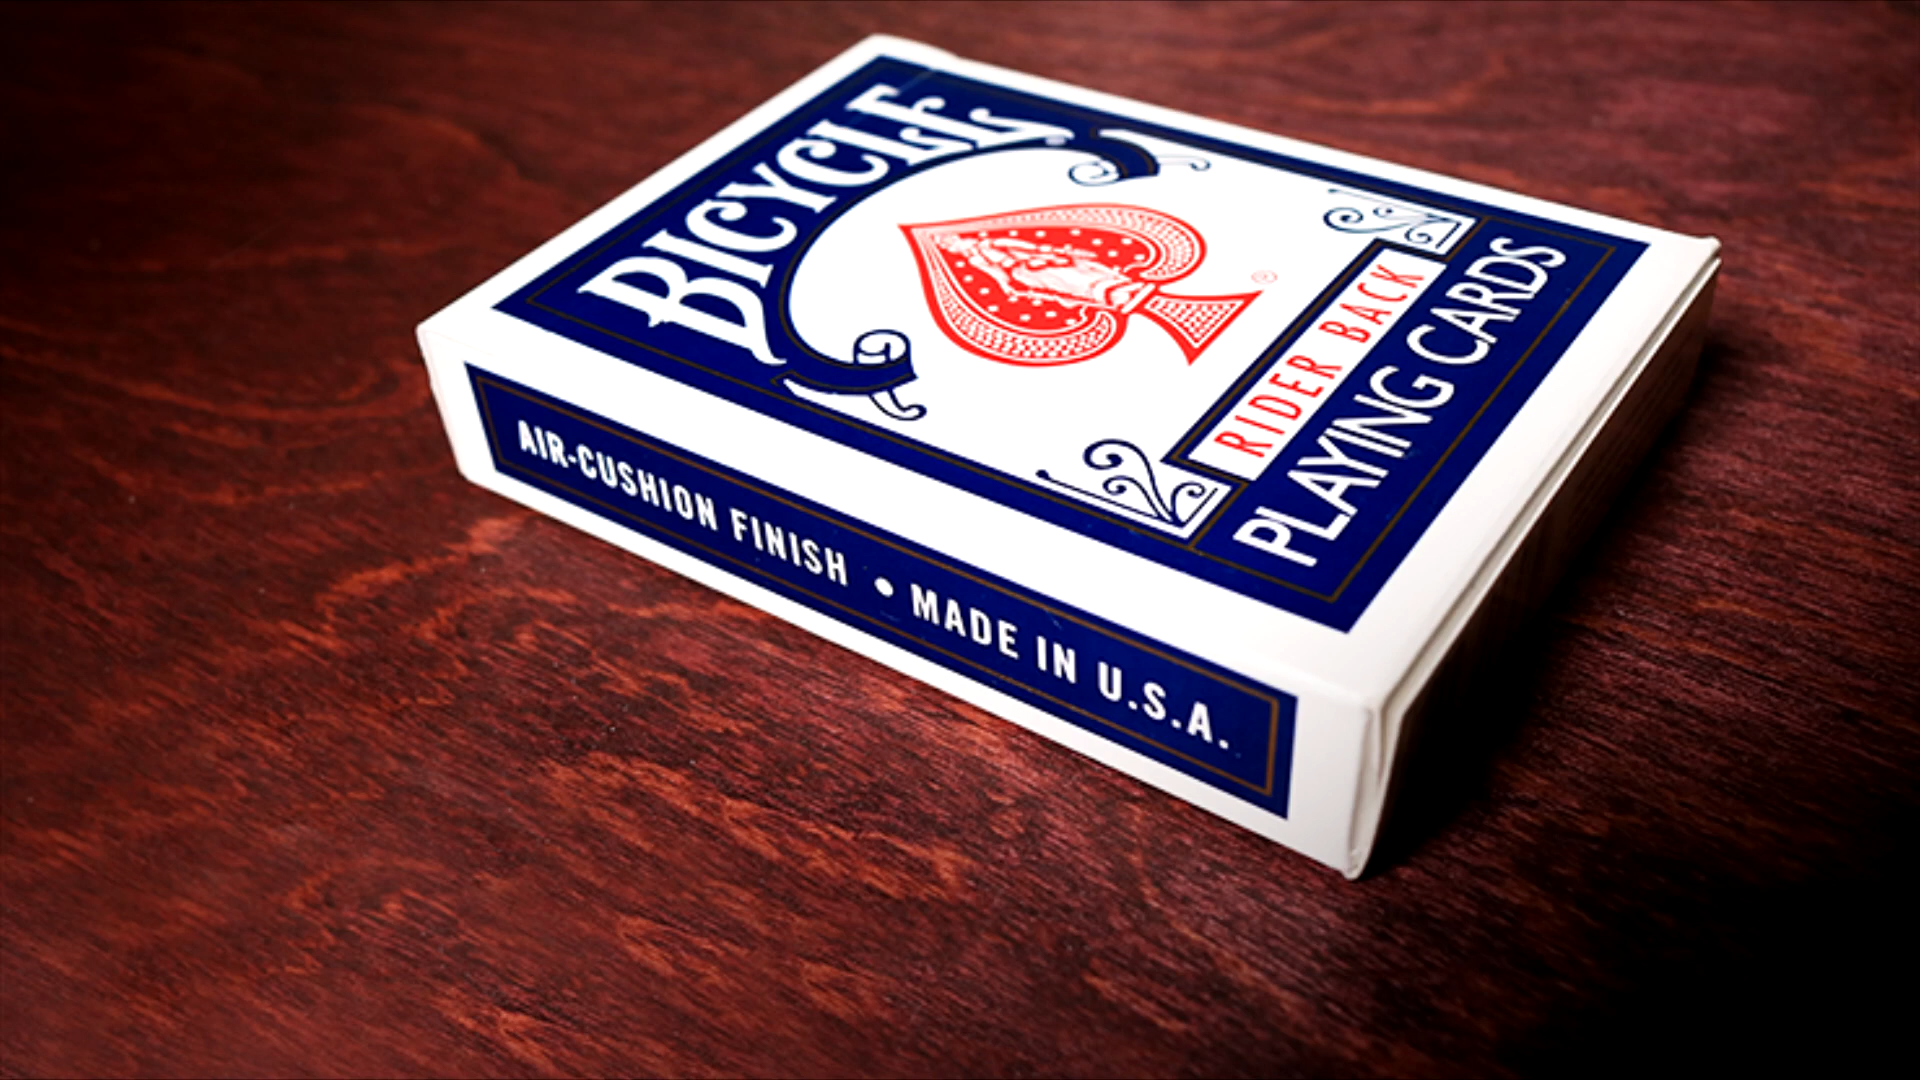 BICYCLE
®
RIDER BACK
PLAYING CARDS
AIR-CUSHION FINISH • MADE IN U.S.A.